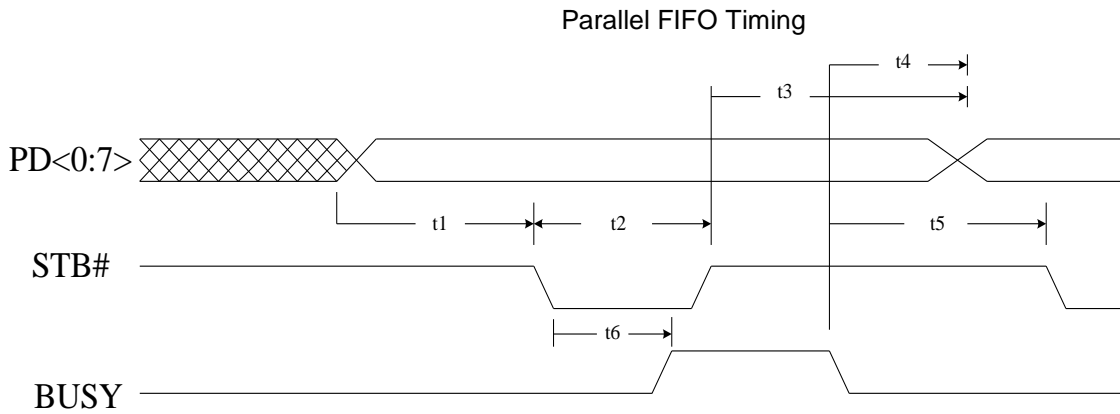 Parallel FIFO Timing
t4
t3
PD<0:7>
t1
t2
t5
STB#
t6
BUSY